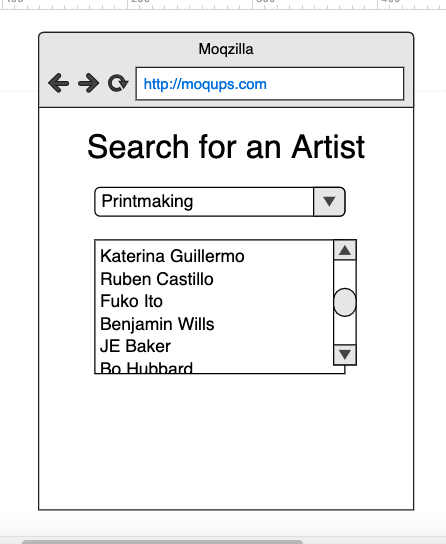 Moqzilla
http://moqups.com
Search for an Artist
Printmaking
Katerina Guillermo
Ruben Castillo
Fuko Ito
Benjamin Wills
JE Baker
Bo Hubbard